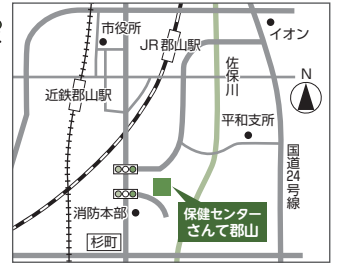 市役所
JR郡山駅
イオン
佐保川
N
近鉄郡山駅
平和支所
国道24号線
消防本部
保健センター
さんて郡山
杉町